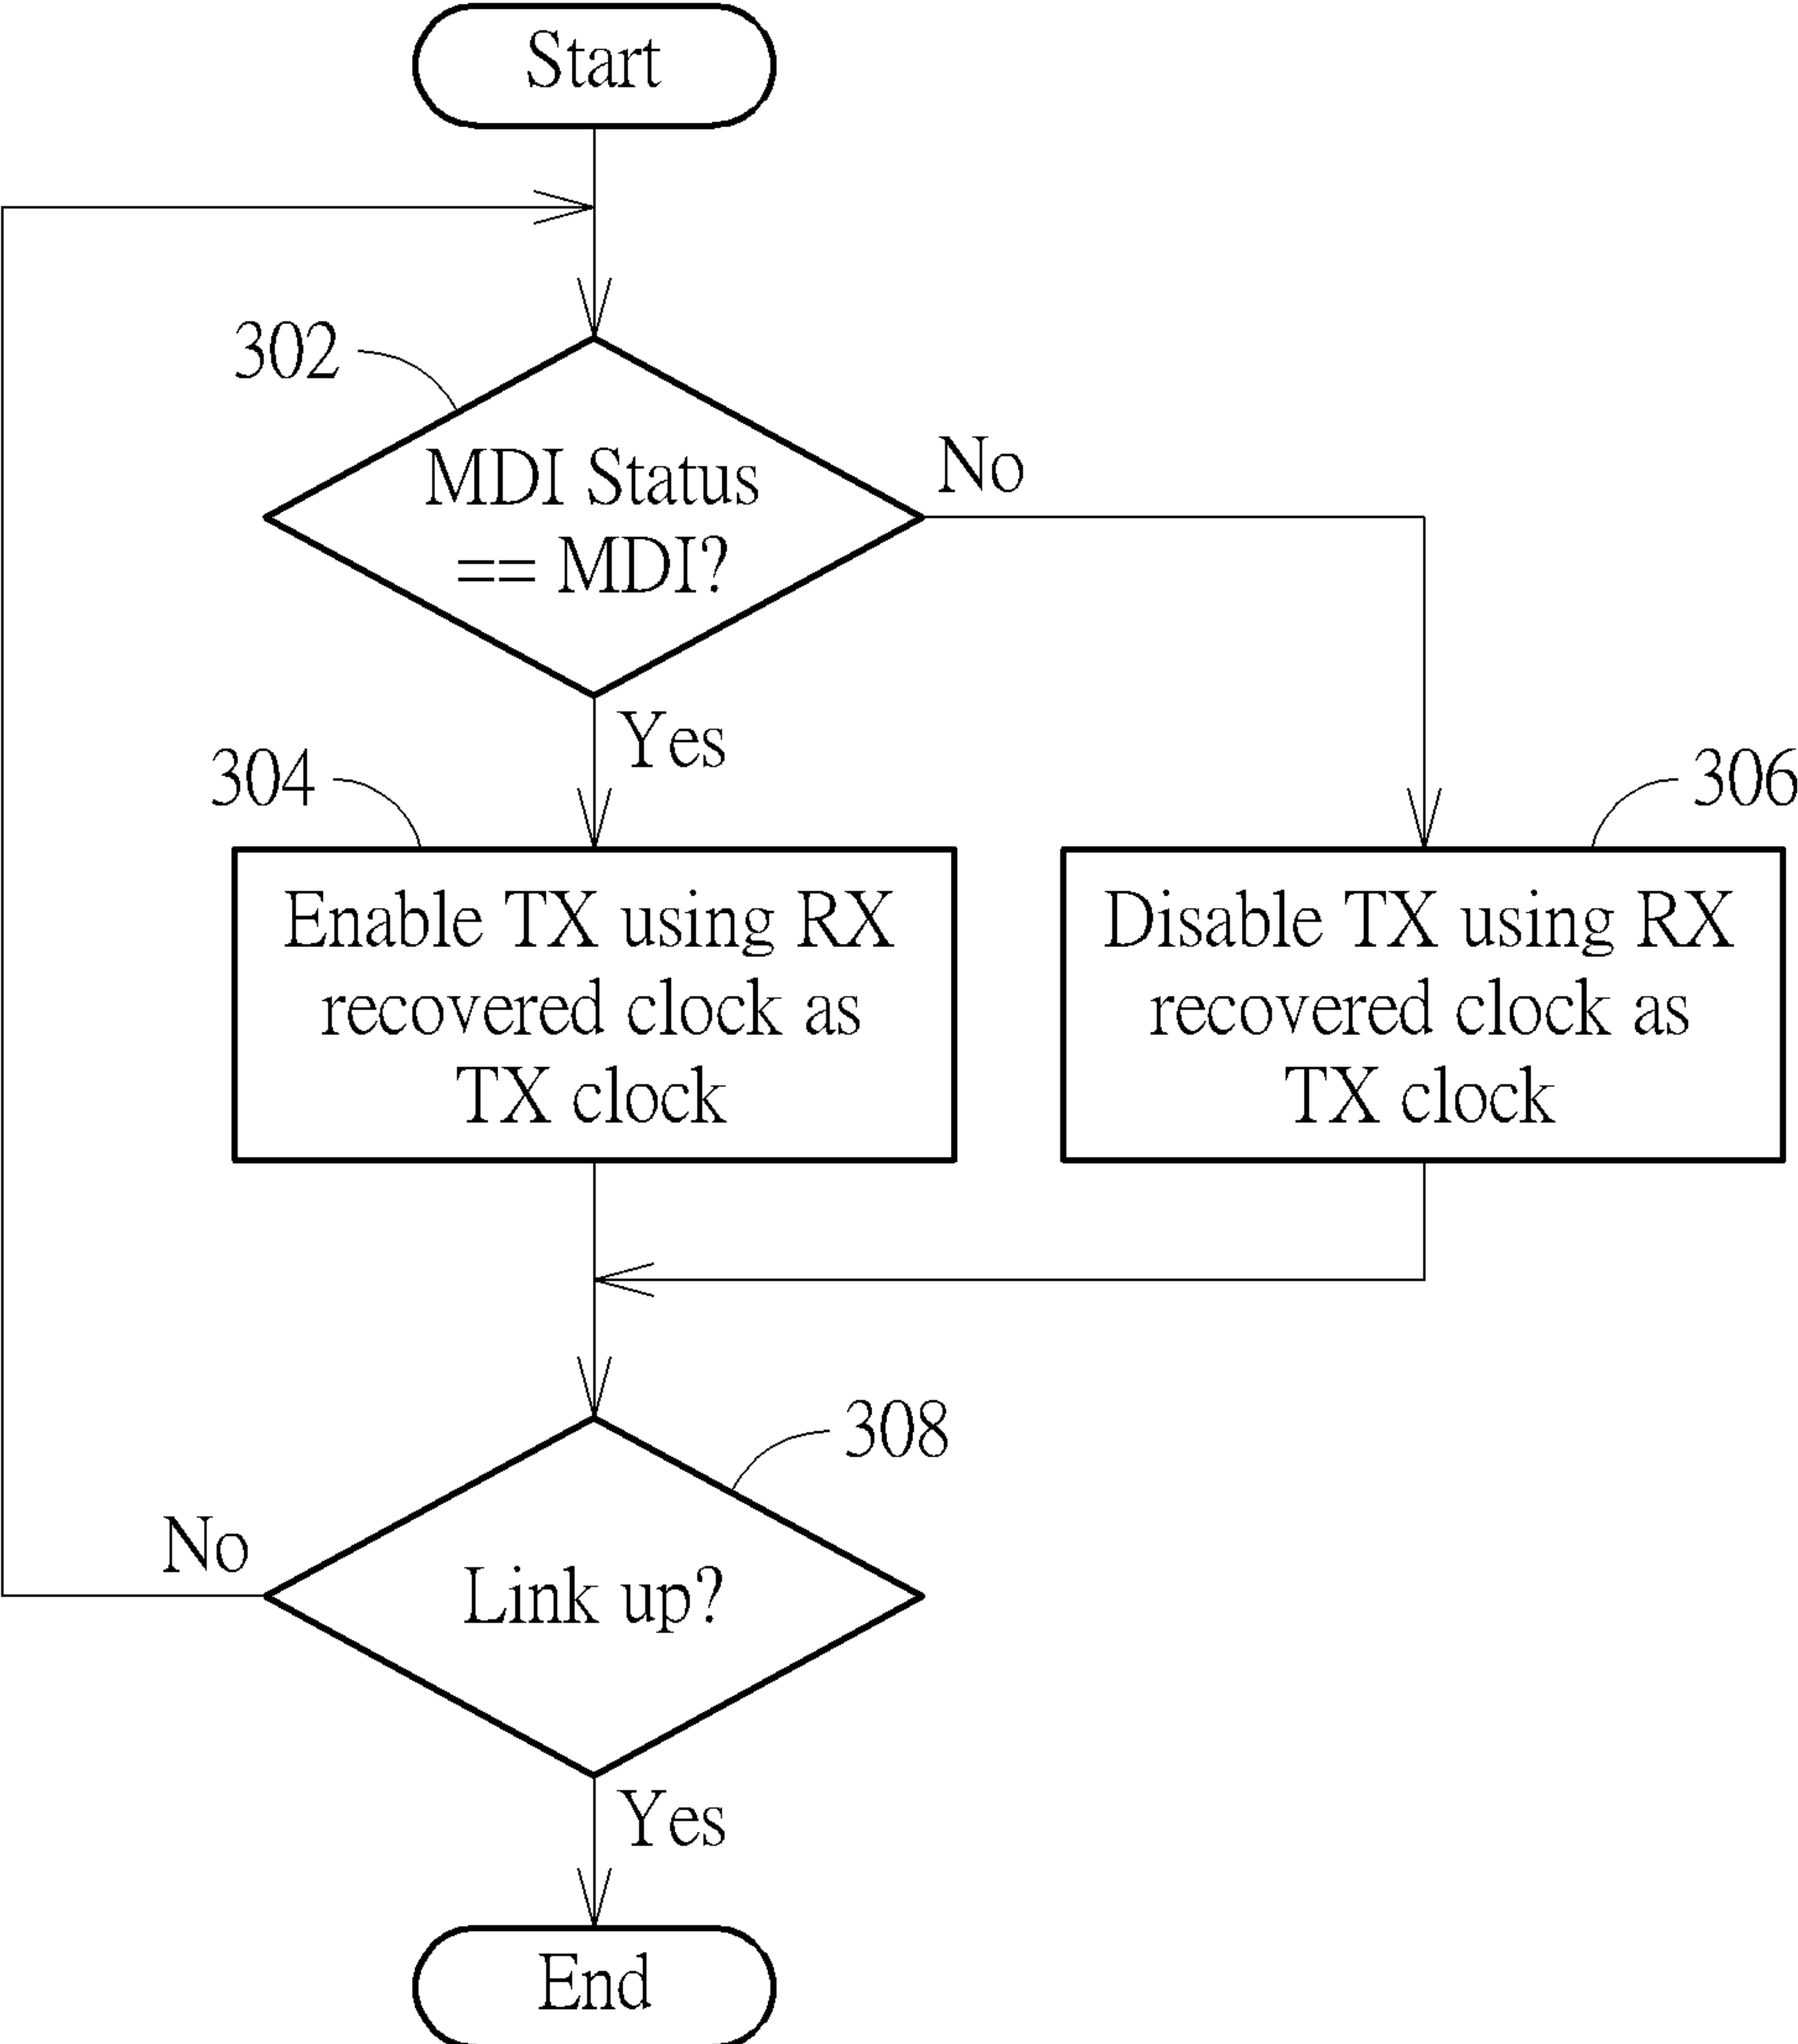 Start
302
MDI Status
== MDI?
No
Yes
304
306
Enable TX using RX
recovered clock as
TX clock
Disable TX using RX
recovered clock as
TX clock
308
No
Link up?
Yes
End